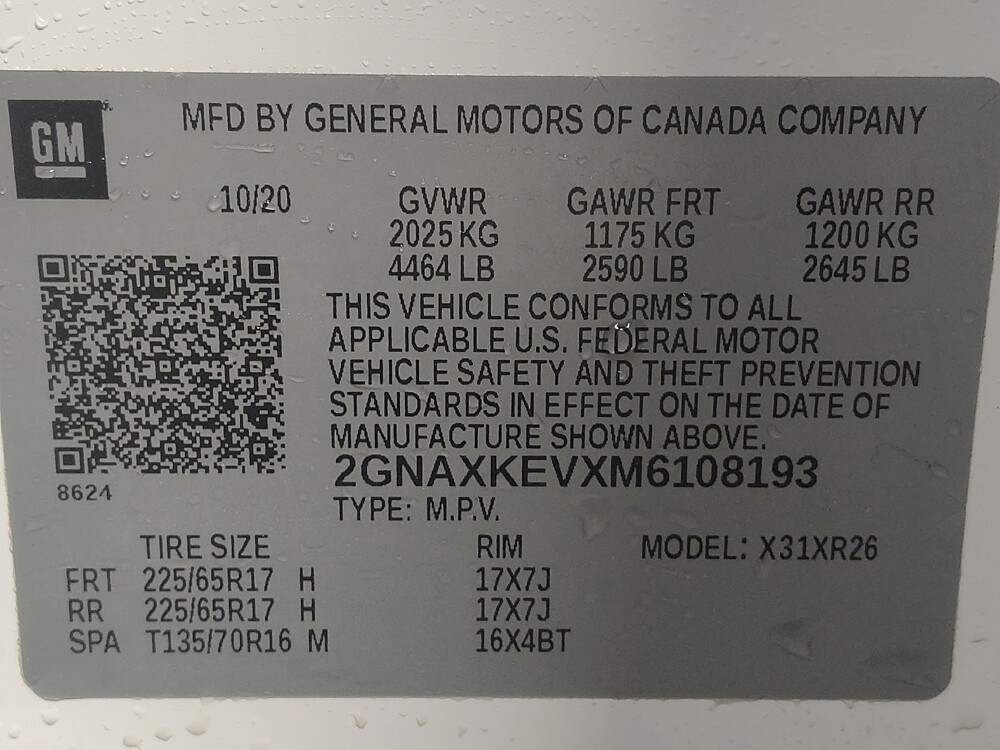 GM
MFD BY GENERAL MOTORS OF CANADA COMPANY
10/20 GVWR GAWR FRT GAWR RR
2025 KG 1175 KG 1200 KG
4464 LB 2590 LB 2645 LB
THIS VEHICLE CONFORMS TO ALL
APPLICABLE U.S. FEDERAL MOTOR
VEHICLE SAFETY AND THEFT PREVENTION
STANDARDS IN EFFECT ON THE DATE OF
MANUFACTURE SHOWN ABOVE.
2GNAXKEVXM6108193
8624
TYPE: M.P.V.
TIRE SIZE RIM MODEL: X31XR26
FRT 225/65R17 H 17X7J
RR 225/65R17 H 17X7J
SPA T135/70R16 M 16X4BT